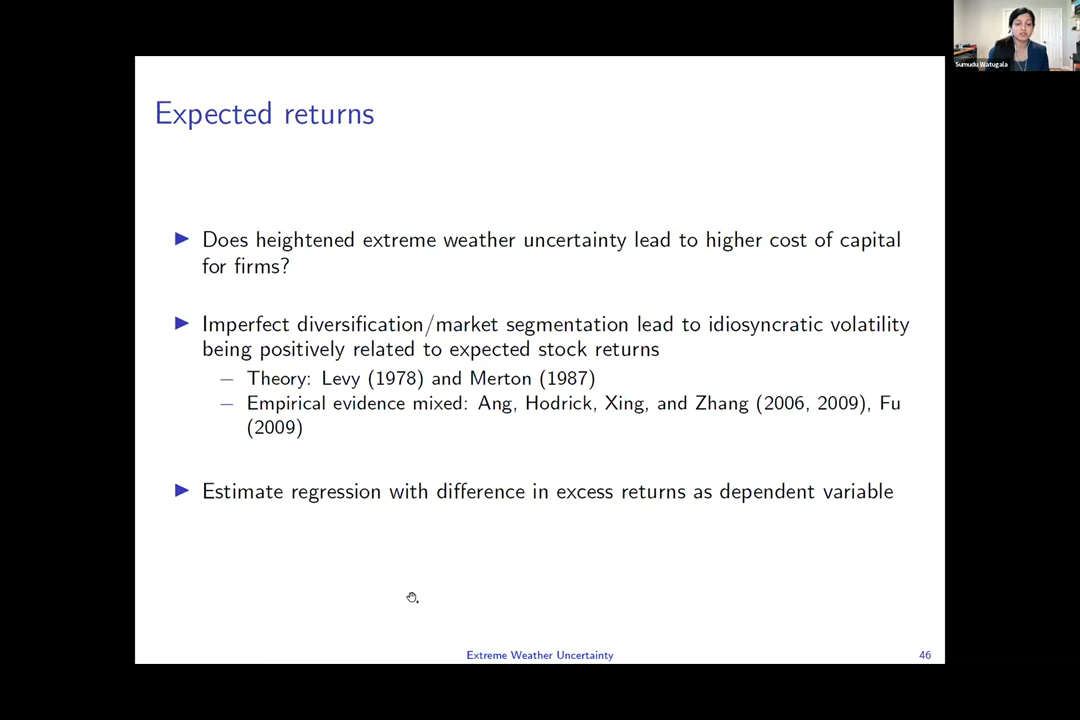 Sumudu Watugala
Expected returns
▶ Does heightened extreme weather uncertainty lead to higher cost of capital
for firms?
▶ Imperfect diversification/market segmentation lead to idiosyncratic volatility
being positively related to expected stock returns
– Theory: Levy (1978) and Merton (1987)
– Empirical evidence mixed: Ang, Hodrick, Xing, and Zhang (2006, 2009), Fu
(2009)
▶ Estimate regression with difference in excess returns as dependent variable
Extreme Weather Uncertainty
46